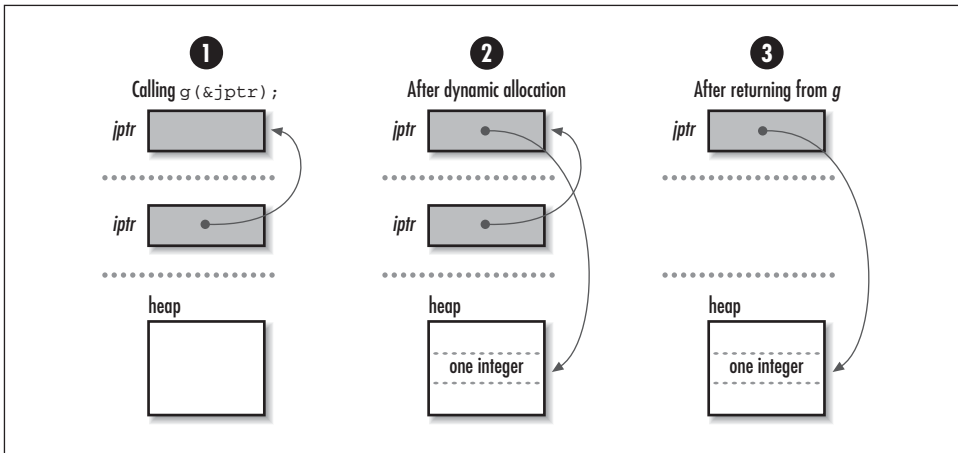 1
Calling g(&jptr);
jptr
iptr
heap
2
After dynamic allocation
jptr
iptr
heap
one integer
3
After returning from g
jptr
heap
one integer